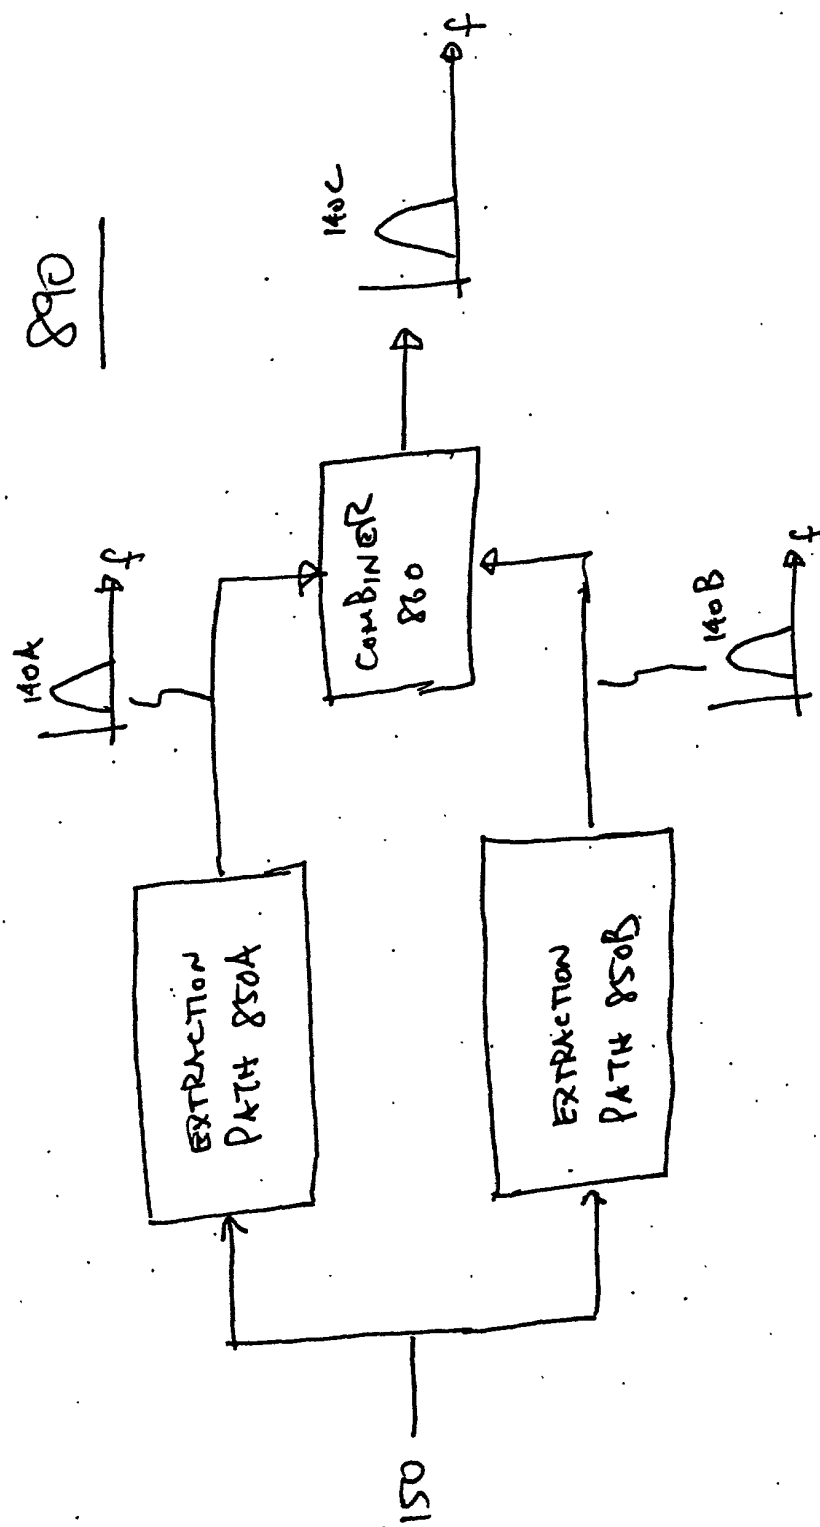 890
140A
f
EXTRACTION
PATH 850A
COMBINER
860
140C
f
150
EXTRACTION
PATH 850B
140B
f